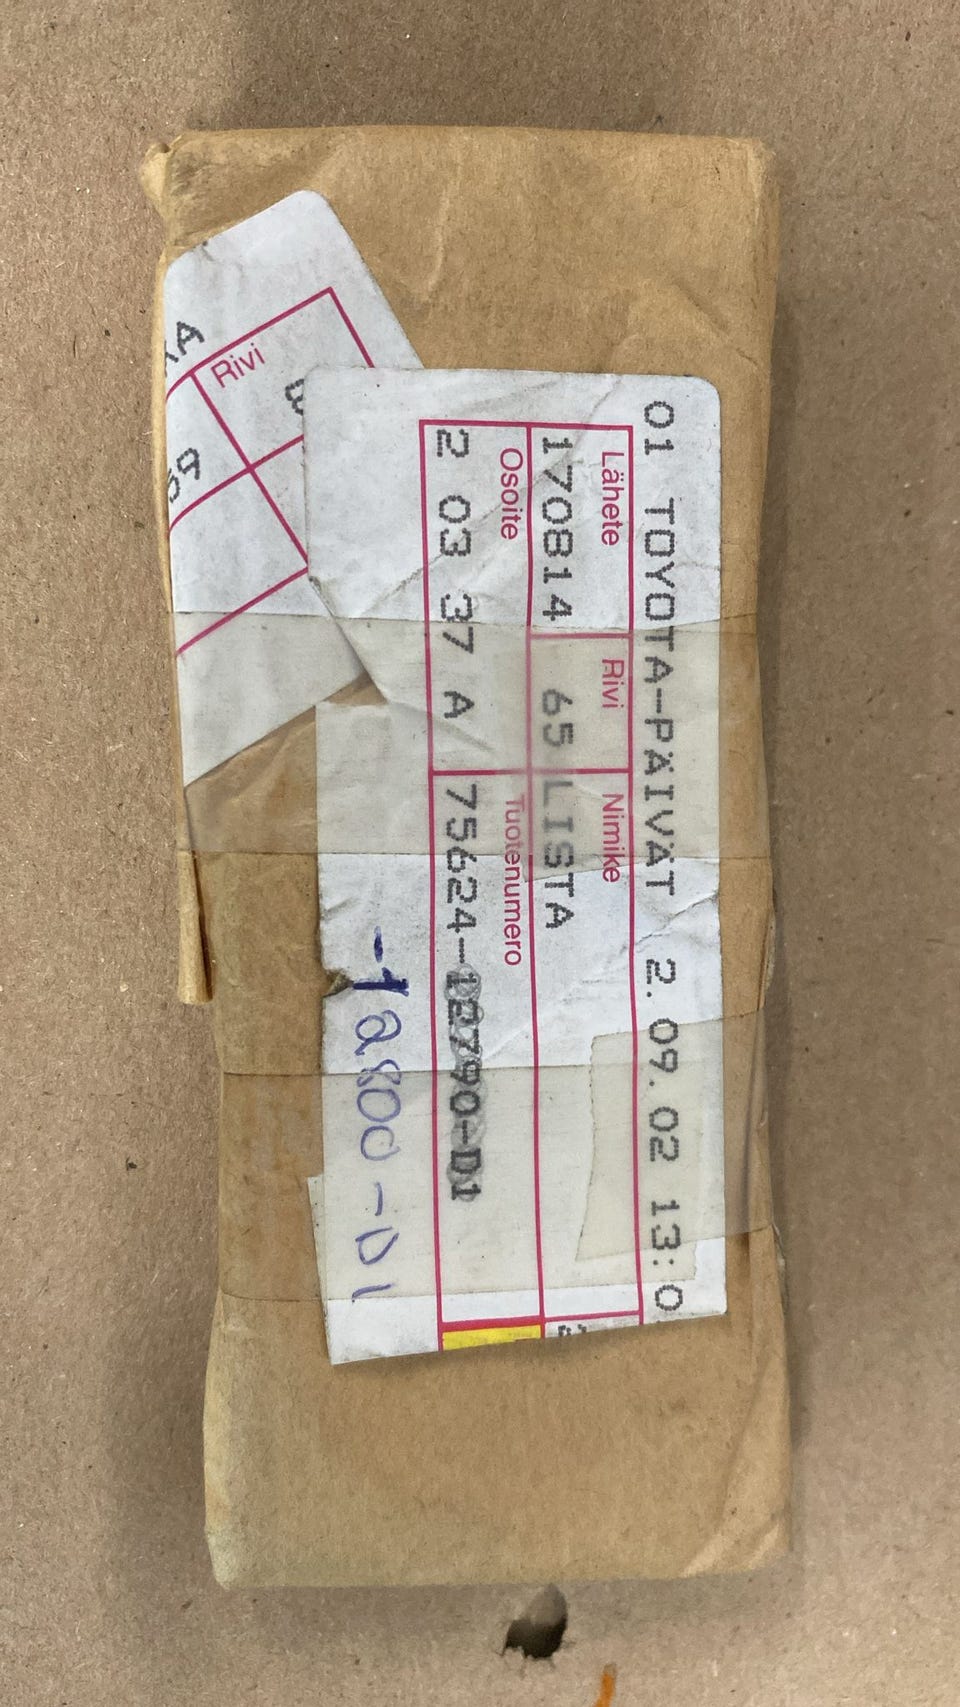 01 TOYOTA-PÄIVÄT 2.09.02 13:0
Lähete Rivi Nimike
170814 65 LISTA
Osoite Tuotenumero
2 03 37 A 75624-12790-D1
-12800-D1
Rivi